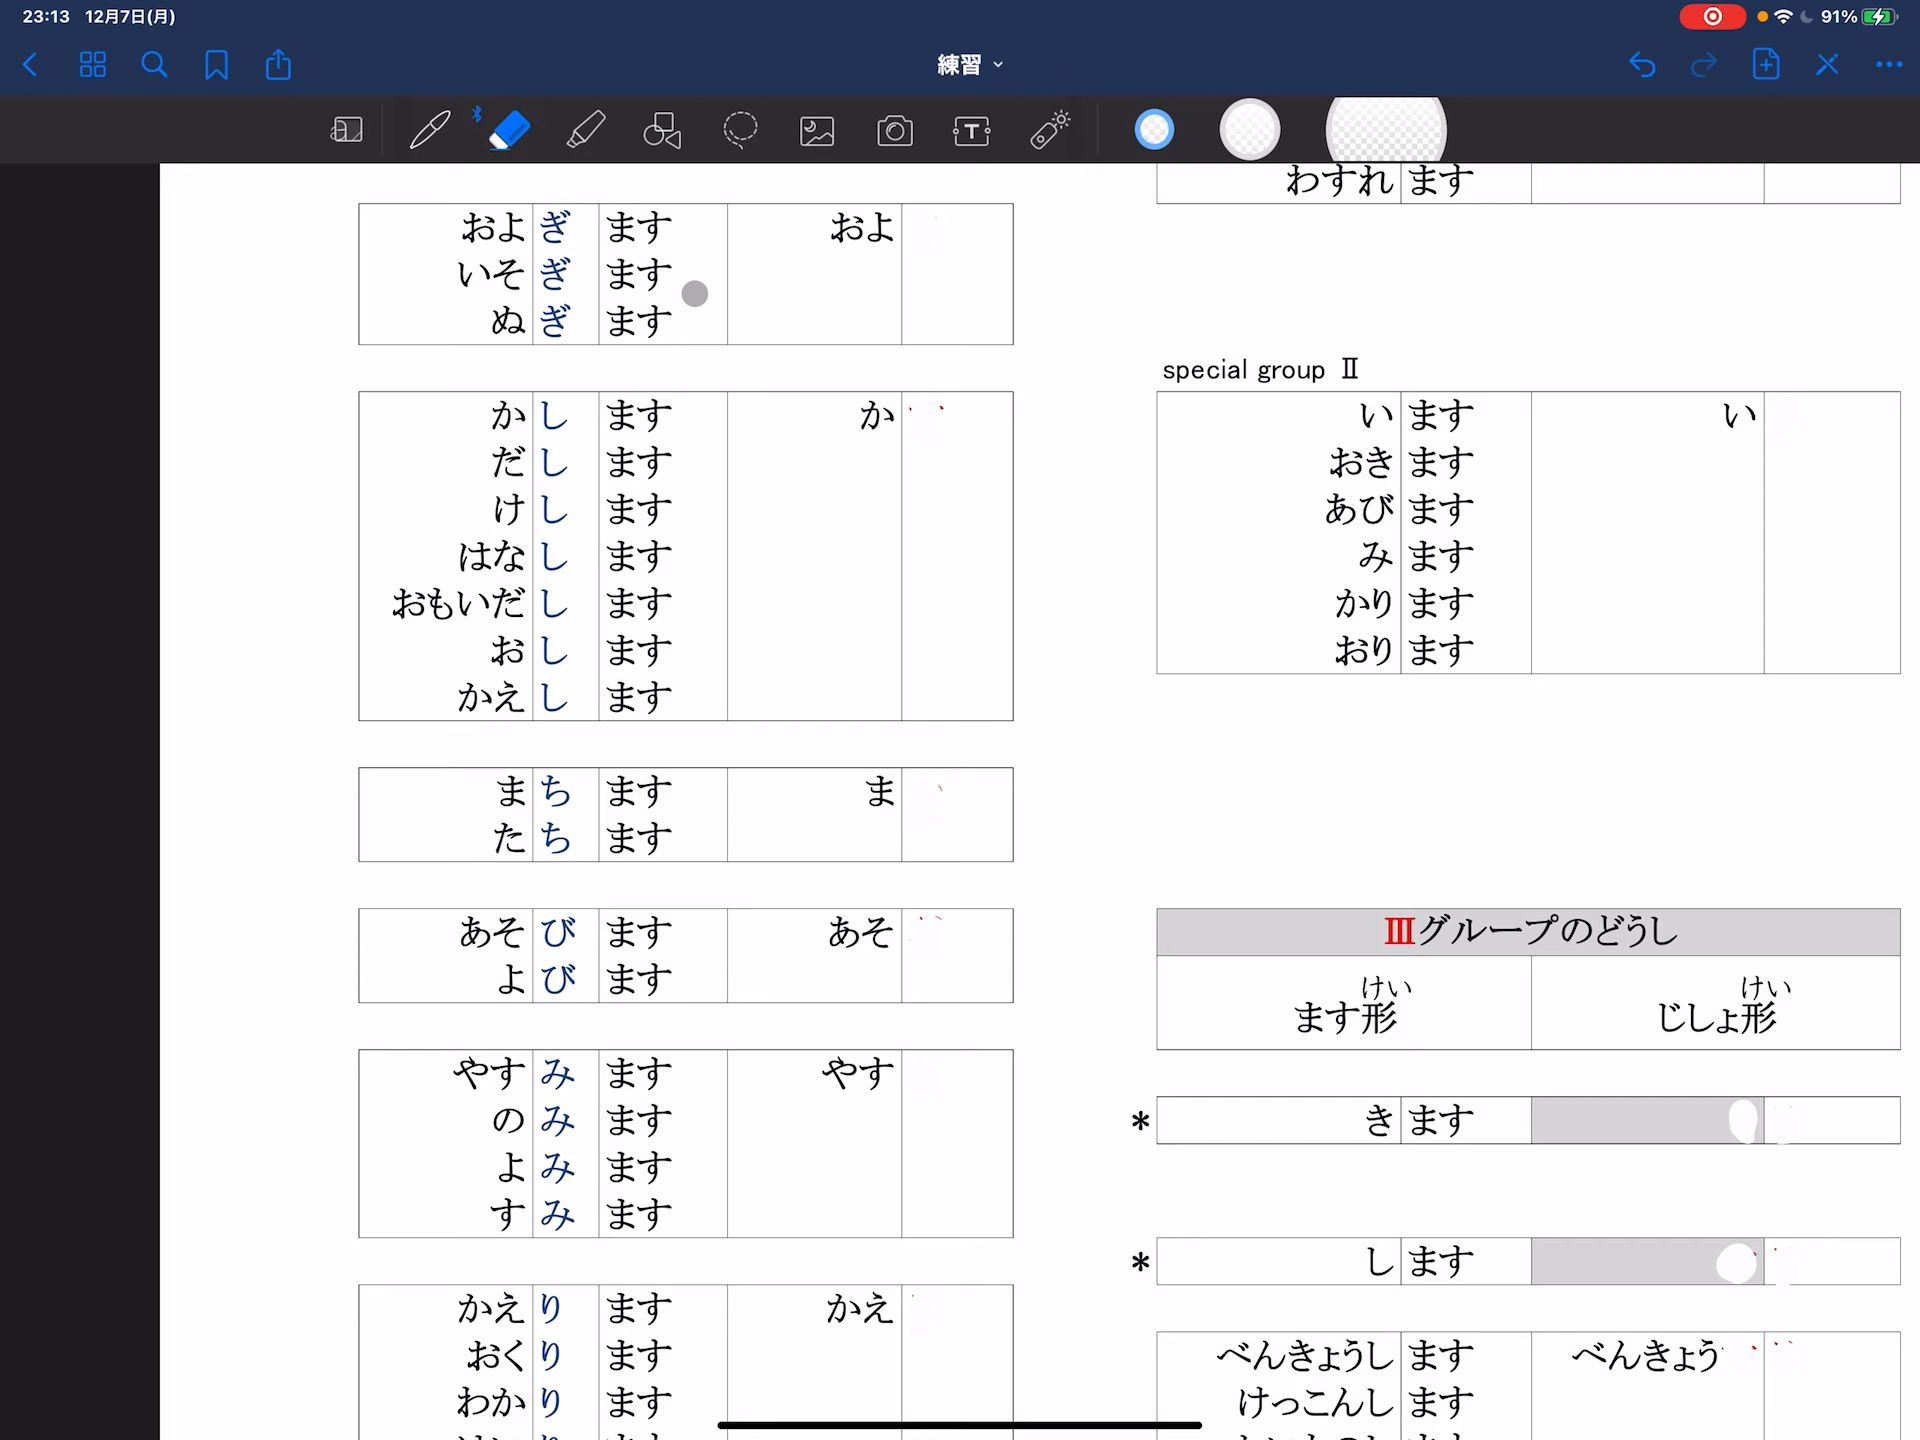 23:13 12月7日(月)
91%
練習
およ ぎ ます およ
いそ ぎ ます
ぬ ぎ ます
か し ます か
だ し ます
け し ます
はな し ます
おもいだ し ます
お し ます
かえ し ます
ま ち ます ま
た ち ます
あそ び ます あそ
よ び ます
やす み ます やす
の み ます
よ み ます
す み ます
かえ り ます かえ
おく り ます
わか り ます
わすれ ます
special group Ⅱ
い ます い
おき ます
あび ます
み ます
かり ます
おり ます
Ⅲグループのどうし
けい けい
ます形 じしょ形
* き ます
* し ます
べんきょうし ます べんきょう
けっこんし ます